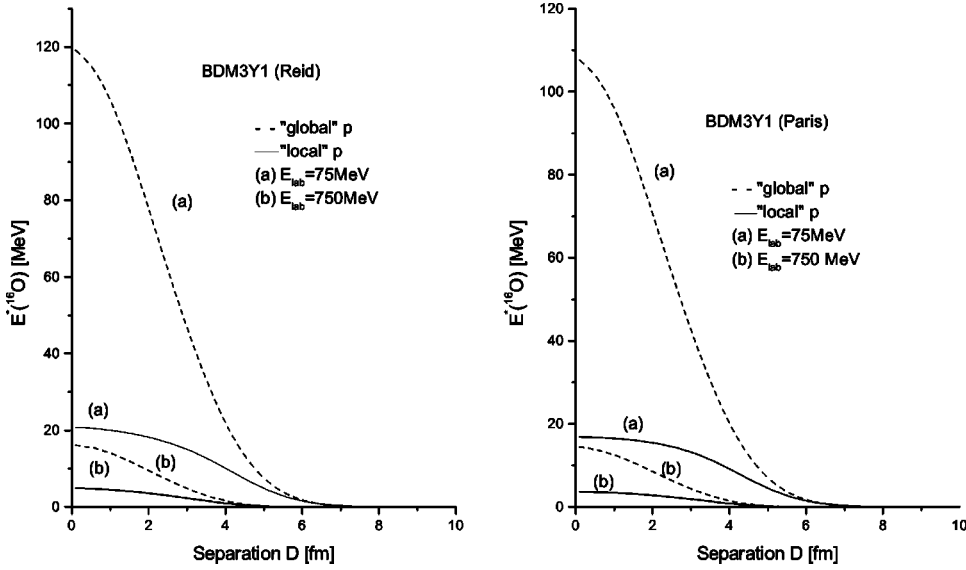 BDM3Y1 (Reid)
"global" p
"local" p
(a) E_lab=75MeV
(b) E_lab=750MeV
(a)
(a)
(b)
(b)
E*(¹⁶O) [MeV]
120
100
80
60
40
20
0
0 2 4 6 8 10
Separation D [fm]
BDM3Y1 (Paris)
"global" p
"local" p
(a) E_lab=75MeV
(b) E_lab=750 MeV
(a)
(a)
(b)
(b)
E*(¹⁶O) [MeV]
120
100
80
60
40
20
0
0 2 4 6 8 10
Separation D [fm]